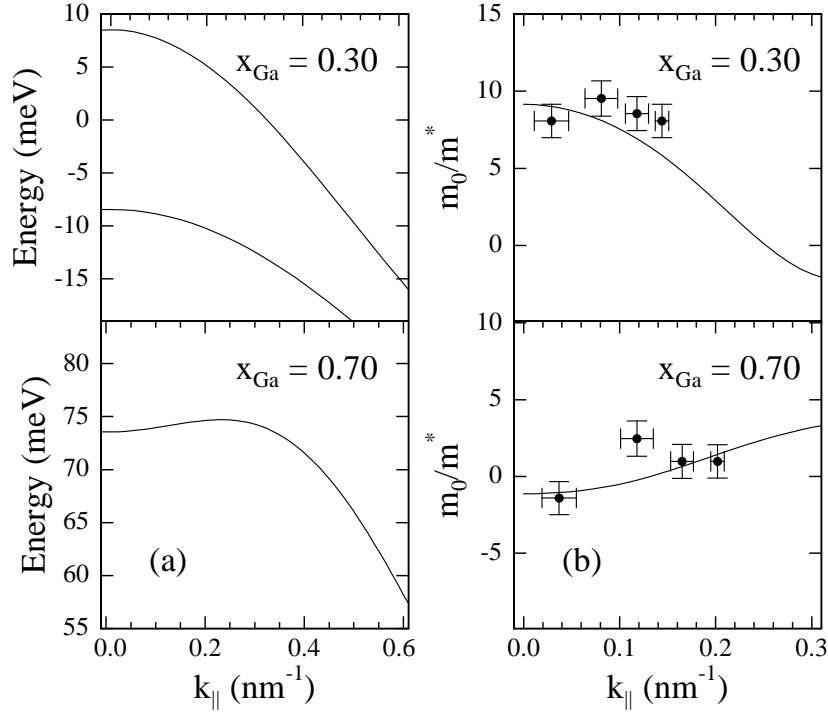 10
5
0
-5
-10
-15
Energy (meV)
x_Ga = 0.30
15
10
5
0
m_0/m^*
x_Ga = 0.30
80
75
70
65
60
55
Energy (meV)
x_Ga = 0.70
(a)
0.0 0.2 0.4 0.6
k_|| (nm^-1)
10
5
0
-5
m_0/m^*
x_Ga = 0.70
(b)
0.0 0.1 0.2 0.3
k_|| (nm^-1)